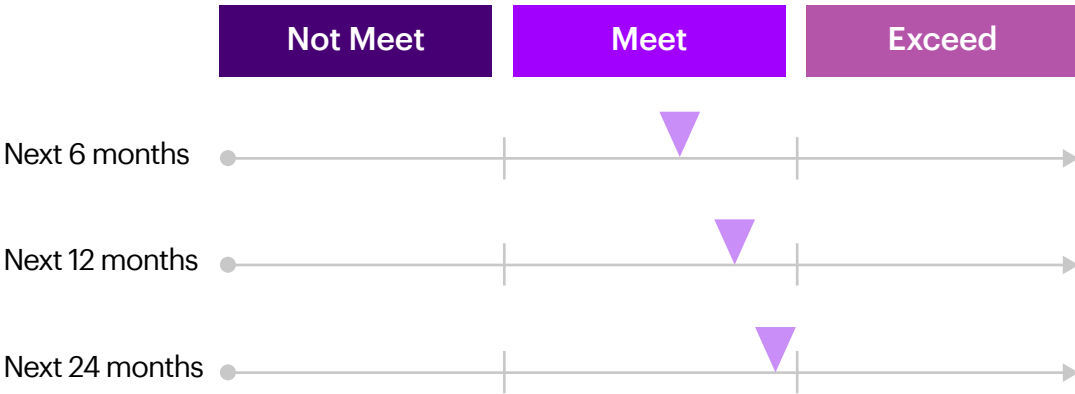 Not Meet
Meet
Exceed
Next 6 months
Next 12 months
Next 24 months